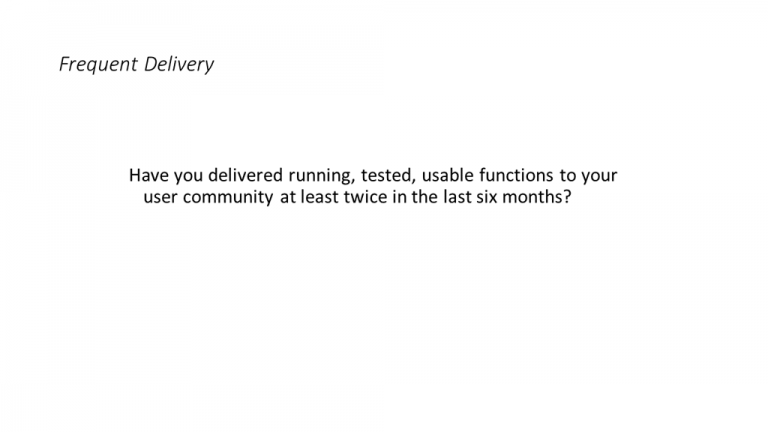 Frequent Delivery
Have you delivered running, tested, usable functions to your
user community at least twice in the last six months?